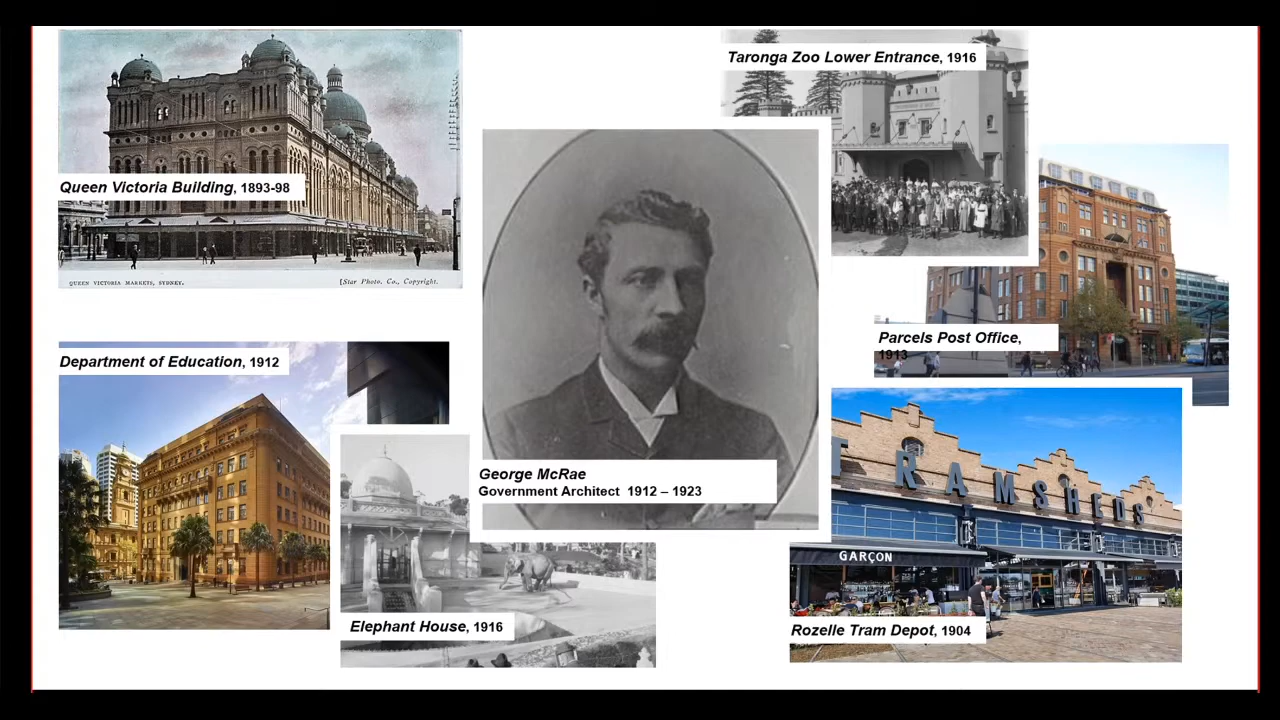 Queen Victoria Building, 1893-98
QUEEN VICTORIA MARKETS, SYDNEY.
[Star Photo. Co., Copyright.
Taronga Zoo Lower Entrance, 1916
Parcels Post Office,
1913
Department of Education, 1912
George McRae
Government Architect 1912 – 1923
Elephant House, 1916
TRAMSHEDS
GARÇON
Rozelle Tram Depot, 1904